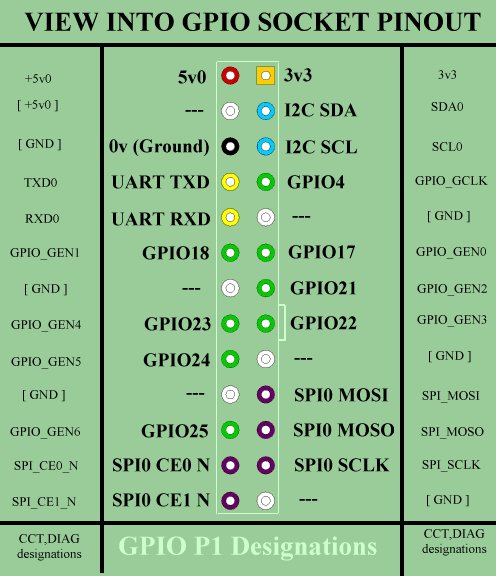 VIEW INTO GPIO SOCKET PINOUT
+5v0 5v0 3v3 3v3
[ +5v0 ] --- I2C SDA SDA0
[ GND ] 0v (Ground) I2C SCL SCL0
TXD0 UART TXD GPIO4 GPIO_GCLK
RXD0 UART RXD --- [ GND ]
GPIO_GEN1 GPIO18 GPIO17 GPIO_GEN0
[ GND ] --- GPIO21 GPIO_GEN2
GPIO_GEN4 GPIO23 GPIO22 GPIO_GEN3
GPIO_GEN5 GPIO24 --- [ GND ]
[ GND ] --- SPI0 MOSI SPI_MOSI
GPIO_GEN6 GPIO25 SPI0 MOSO SPI_MOSO
SPI_CE0_N SPI0 CE0 N SPI0 SCLK SPI_SCLK
SPI_CE1_N SPI0 CE1 N --- [ GND ]
CCT,DIAG
designations
GPIO P1 Designations
CCT,DIAG
designations